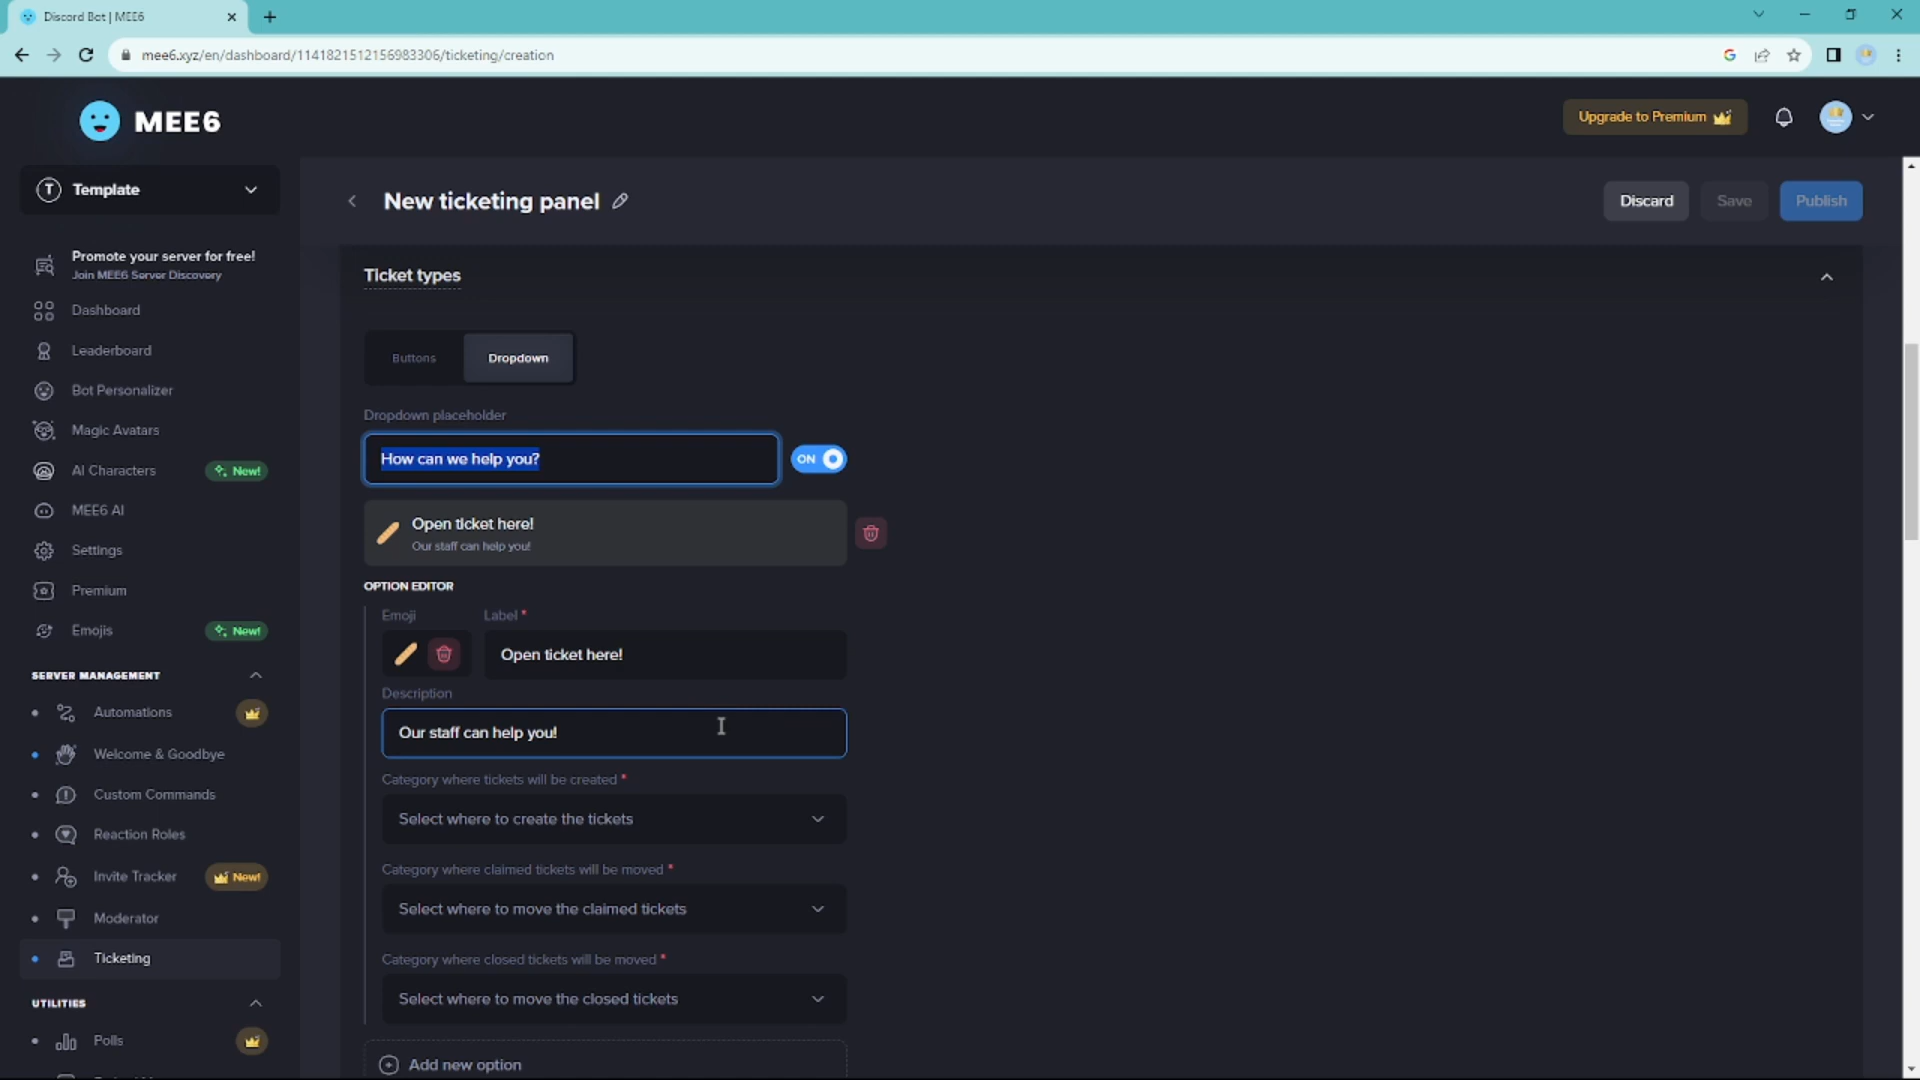 Discord Bot | MEE6
mee6.xyz/en/dashboard/1141821512156983306/ticketing/creation
MEE6
Upgrade to Premium
T Template
New ticketing panel
Discard
Save
Publish
Promote your server for free!
Join MEE6 Server Discovery
Dashboard
Leaderboard
Bot Personalizer
Magic Avatars
AI Characters New!
MEE6 AI
Settings
Premium
Emojis New!
SERVER MANAGEMENT
Automations
Welcome & Goodbye
Custom Commands
Reaction Roles
Invite Tracker New!
Moderator
Ticketing
UTILITIES
Polls
Ticket types
Buttons Dropdown
Dropdown placeholder
How can we help you? ON
Open ticket here!
Our staff can help you!
OPTION EDITOR
Emoji Label *
Open ticket here!
Description
Our staff can help you!
Category where tickets will be created *
Select where to create the tickets
Category where claimed tickets will be moved *
Select where to move the claimed tickets
Category where closed tickets will be moved *
Select where to move the closed tickets
Add new option